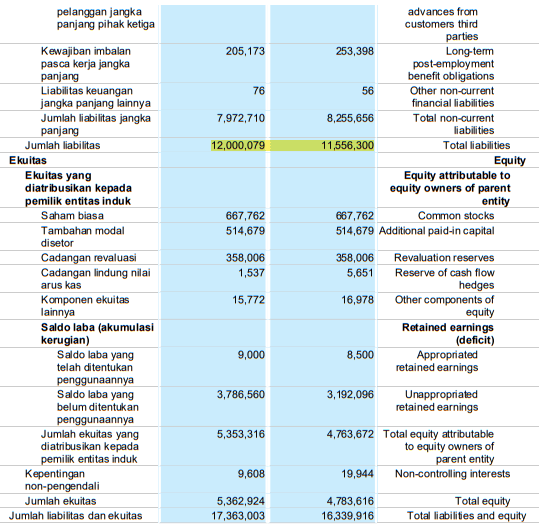 pelanggan jangka advances from
panjang pihak ketiga customers third
parties
Kewajiban imbalan 205,173 253,398 Long-term
pasca kerja jangka post-employment
panjang benefit obligations
Liabilitas keuangan 76 56 Other non-current
jangka panjang lainnya financial liabilities
Jumlah liabilitas jangka 7,972,710 8,255,656 Total non-current
panjang liabilities
Jumlah liabilitas 12,000,079 11,556,300 Total liabilities
Ekuitas Equity
Ekuitas yang Equity attributable to
diatribusikan kepada equity owners of parent
pemilik entitas induk entity
Saham biasa 667,762 667,762 Common stocks
Tambahan modal 514,679 514,679 Additional paid-in capital
disetor
Cadangan revaluasi 358,006 358,006 Revaluation reserves
Cadangan lindung nilai 1,537 5,651 Reserve of cash flow
arus kas hedges
Komponen ekuitas 15,772 16,978 Other components of
lainnya equity
Saldo laba (akumulasi Retained earnings
kerugian) (deficit)
Saldo laba yang 9,000 8,500 Appropriated
telah ditentukan retained earnings
penggunaannya
Saldo laba yang 3,786,560 3,192,096 Unappropriated
belum ditentukan retained earnings
penggunaannya
Jumlah ekuitas yang 5,353,316 4,763,672 Total equity attributable
diatribusikan kepada to equity owners of
pemilik entitas induk parent entity
Kepentingan 9,608 19,944 Non-controlling interests
non-pengendali
Jumlah ekuitas 5,362,924 4,783,616 Total equity
Jumlah liabilitas dan ekuitas 17,363,003 16,339,916 Total liabilities and equity